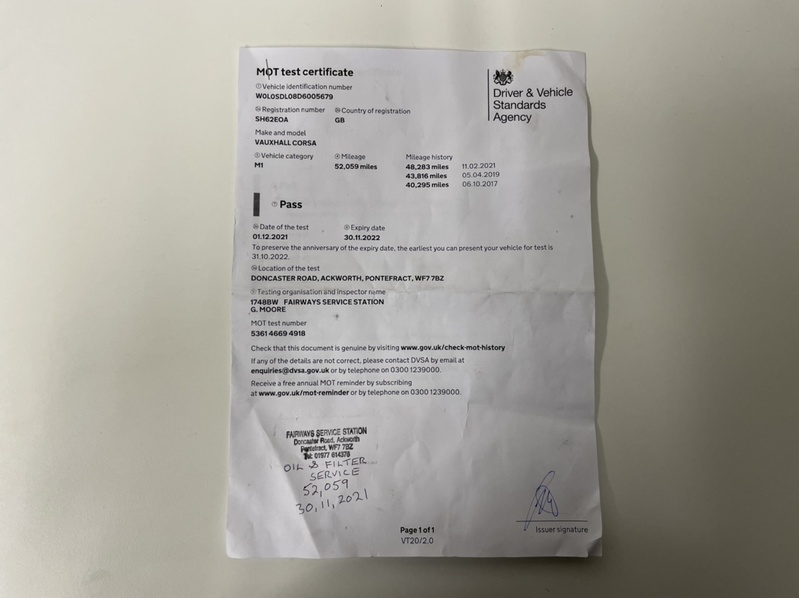 MOT test certificate
Vehicle identification number
W0L0SDL08D6005679
Registration number Country of registration
SH62EOA GB
Make and model
VAUXHALL CORSA
Vehicle category Mileage Mileage history
M1 52,059 miles 48,283 miles 11.02.2021
43,816 miles 05.04.2019
40,295 miles 06.10.2017
Driver & Vehicle
Standards
Agency
Pass
Date of the test Expiry date
01.12.2021 30.11.2022
To preserve the anniversary of the expiry date, the earliest you can present your vehicle for test is
31.10.2022.
Location of the test
DONCASTER ROAD, ACKWORTH, PONTEFRACT, WF7 7BZ
Testing organisation and inspector name
1748BW FAIRWAYS SERVICE STATION
G. MOORE
MOT test number
5361 4669 4918
Check that this document is genuine by visiting www.gov.uk/check-mot-history
If any of the details are not correct, please contact DVSA by email at
enquiries@dvsa.gov.uk or by telephone on 0300 1239000.
Receive a free annual MOT reminder by subscribing
at www.gov.uk/mot-reminder or by telephone on 0300 1239000.
FAIRWAYS SERVICE STATION
Doncaster Road, Ackworth
Pontefract, WF7 7BZ
Tel: 01977 614378
OIL & FILTER
SERVICE
52,059
30,11,2021
Issuer signature
Page 1 of 1
VT20/2.0